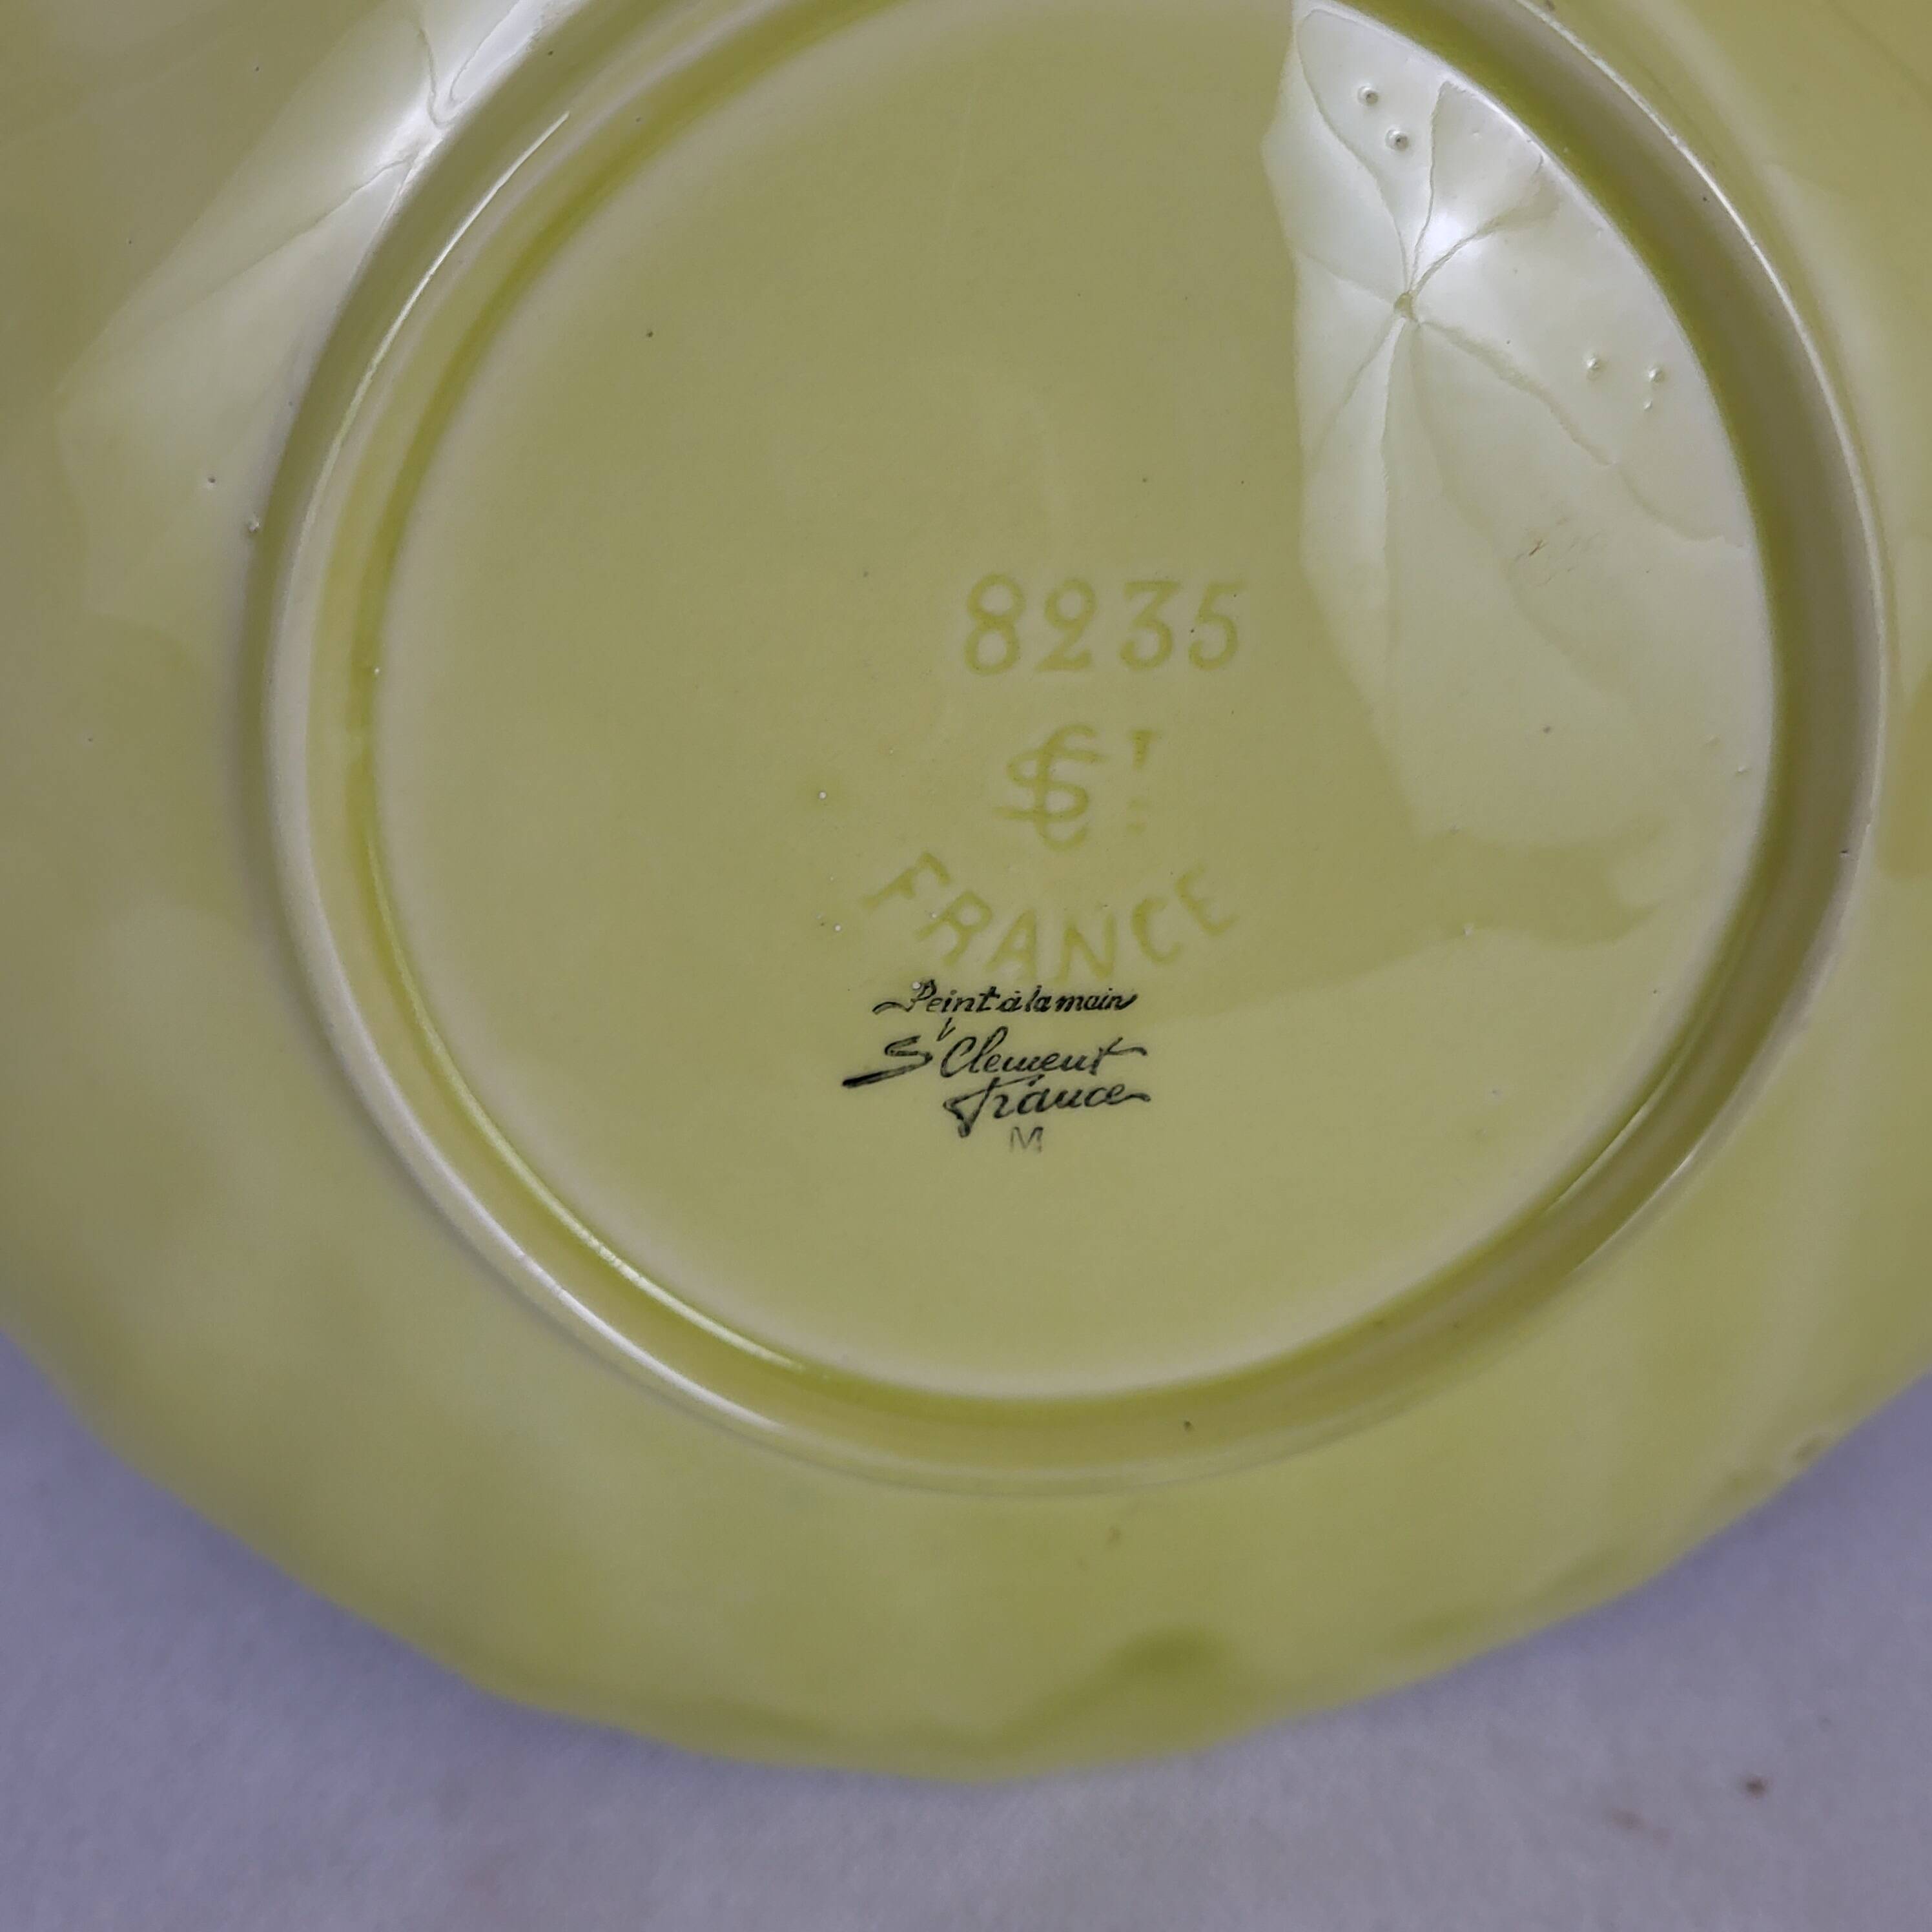 8235
SC T
FRANCE
Peint à la main
St Clement
France
M